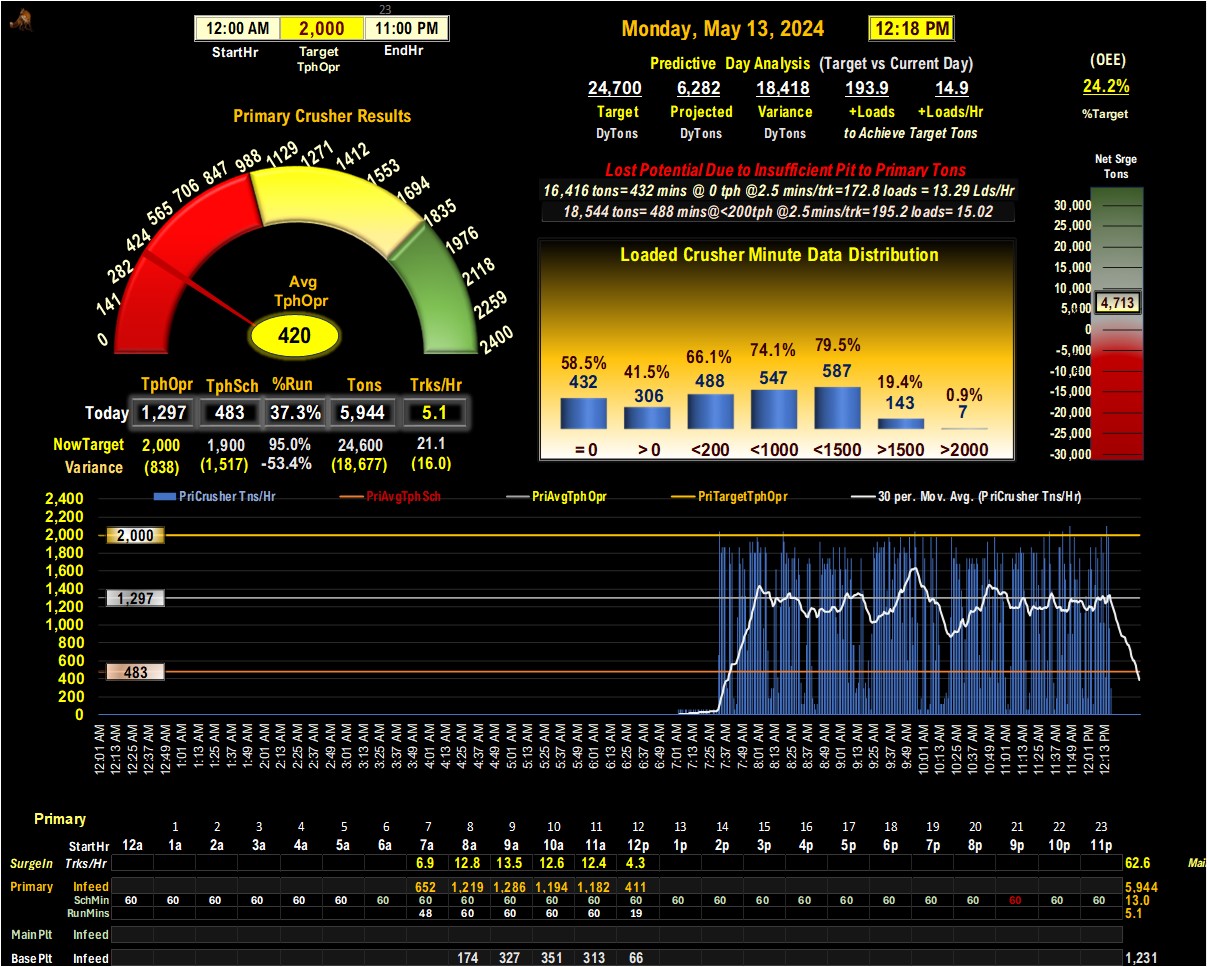 23
12:00 AM 2,000 11:00 PM
StartHr Target TphOpr EndHr
Monday, May 13, 2024 12:18 PM
Predictive Day Analysis (Target vs Current Day)
24,700 6,282 18,418 193.9 14.9
Target Projected Variance +Loads +Loads/Hr
DyTons DyTons DyTons to Achieve Target Tons
(OEE)
24.2%
%Target
Primary Crusher Results
0 141 282 424 565 706 847 988 1129 1271 1412 1553 1694 1835 1976 2118 2259 2400
Avg
TphOpr
420
Lost Potential Due to Insufficient Pit to Primary Tons
16,416 tons=432 mins @ 0 tph @2.5 mins/trk=172.8 loads = 13.29 Lds/Hr
18,544 tons= 488 mins@<200tph @2.5mins/trk=195.2 loads= 15.02
Net Srge
Tons
30,000
25,000
20,000
15,000
10,000
5,000
4,713
0
-5,000
-10,000
-15,000
-20,000
-25,000
-30,000
Loaded Crusher Minute Data Distribution
58.5% 41.5% 66.1% 74.1% 79.5% 19.4% 0.9%
432 306 488 547 587 143 7
=0 >0 <200 <1000 <1500 >1500 >2000
TphOpr TphSch %Run Tons Trks/Hr
Today 1,297 483 37.3% 5,944 5.1
NowTarget 2,000 1,900 95.0% 24,600 21.1
Variance (838) (1,517) -53.4% (18,677) (16.0)
PriCrusher Tns/Hr PriAvgTphSch PriAvgTphOpr PriTargetTphOpr 30 per. Mov. Avg. (PriCrusher Tns/Hr)
2,400
2,200
2,000 2,000
1,800
1,600
1,400
1,297
1,200
1,000
800
600
483
400
200
0
12:01 AM 12:13 AM 12:25 AM 12:37 AM 12:49 AM 1:01 AM 1:13 AM 1:25 AM 1:37 AM 1:49 AM 2:01 AM 2:13 AM 2:25 AM 2:37 AM 2:49 AM 3:01 AM 3:13 AM 3:25 AM 3:37 AM 3:49 AM 4:01 AM 4:13 AM 4:25 AM 4:37 AM 4:49 AM 5:01 AM 5:13 AM 5:25 AM 5:37 AM 5:49 AM 6:01 AM 6:13 AM 6:25 AM 6:37 AM 6:49 AM 7:01 AM 7:13 AM 7:25 AM 7:37 AM 7:49 AM 8:01 AM 8:13 AM 8:25 AM 8:37 AM 8:49 AM 9:01 AM 9:13 AM 9:25 AM 9:37 AM 9:49 AM 10:01 AM 10:13 AM 10:25 AM 10:37 AM 10:49 AM 11:01 AM 11:13 AM 11:25 AM 11:37 AM 11:49 AM 12:01 PM 12:13 PM
Primary
1 2 3 4 5 6 7 8 9 10 11 12 13 14 15 16 17 18 19 20 21 22 23
StartHr 12a 1a 2a 3a 4a 5a 6a 7a 8a 9a 10a 11a 12p 1p 2p 3p 4p 5p 6p 7p 8p 9p 10p 11p
SurgeIn Trks/Hr 6.9 12.8 13.5 12.6 12.4 4.3 62.6
Primary Infeed 652 1,219 1,286 1,194 1,182 411 5,944
SchMin 60 60 60 60 60 60 60 60 60 60 60 60 60 60 60 60 60 60 60 60 60 60 60 60 13.0
RunMins 48 60 60 60 60 19 5.1
MainPlt Infeed
BasePlt Infeed 174 327 351 313 66 1,231